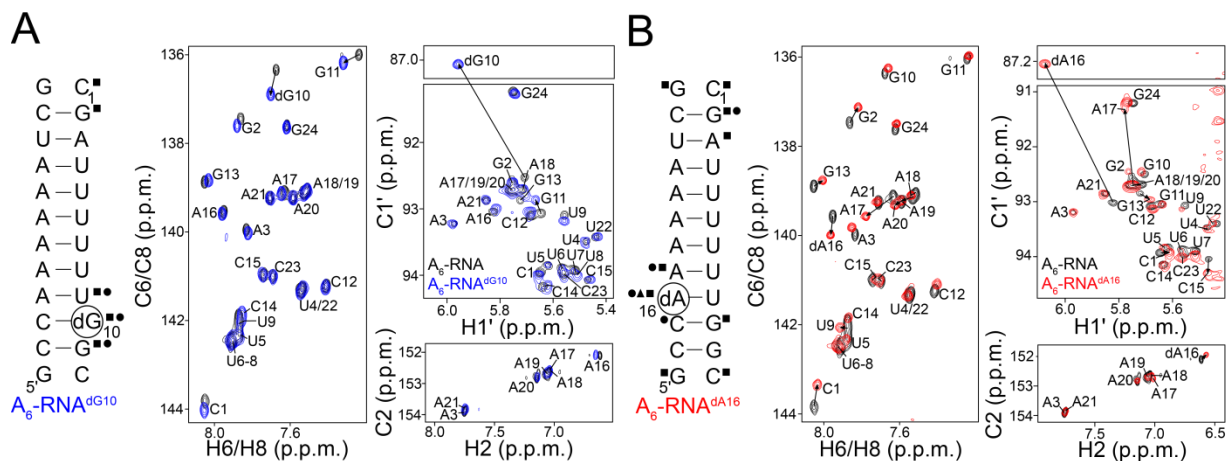 A
G C
1
C — G
U — A
A — U
A — U
A — U
A — U
A — U
A — U
C — dG
10
C — G
G C
5'
A6-RNAdG10
136
138
140
142
144
C6/C8 (p.p.m.)
G11
dG10
G2
G24
G13
A17
A18/19
A21
A20
A16
A3
C15
C23
C12
C14
U4/22
U9
U5
U6-8
C1
8.0
7.6
H6/H8 (p.p.m.)
87.0
dG10
G24
92
G2
A18
A17/19/20
G13
A21
G11
A16
U9
93
A3
C12
U22
U4
U5
U6
U7
U8
94
C1
C15
A6-RNA
A6-RNAdG10
C14
C23
C1' (p.p.m.)
6.0
5.8
5.6
5.4
H1' (p.p.m.)
152
153
154
C2 (p.p.m.)
A17
A16
A20
A18
A21
A3
8.0
7.5
7.0
6.5
H2 (p.p.m.)
B
G C
1
C — G
U — A
A — U
A — U
A — U
A — U
A — U
dA — U
16
C — G
C — G
G C
5'
A6-RNAdA16
136
138
140
142
144
C6/C8 (p.p.m.)
G11
G10
G2
G24
G13
A21
A18
A17
A19
dA16
A3
C15
C23
C12
C14
U4/22
U9
U5
U6-8
C1
8.0
7.6
H6/H8 (p.p.m.)
87.2
dA16
91
G24
A17
92
G2
G10
A21
A18/19/20
G13
G11
U9
93
A3
C12
U22
U4
U5
U6
U7
94
C1
C14
C15
A6-RNA
A6-RNAdA16
C1' (p.p.m.)
6.0
5.8
5.6
H1' (p.p.m.)
152
153
154
C2 (p.p.m.)
A19
dA16
A20
A18
A17
A3
A21
7.5
7.0
6.5
H2 (p.p.m.)